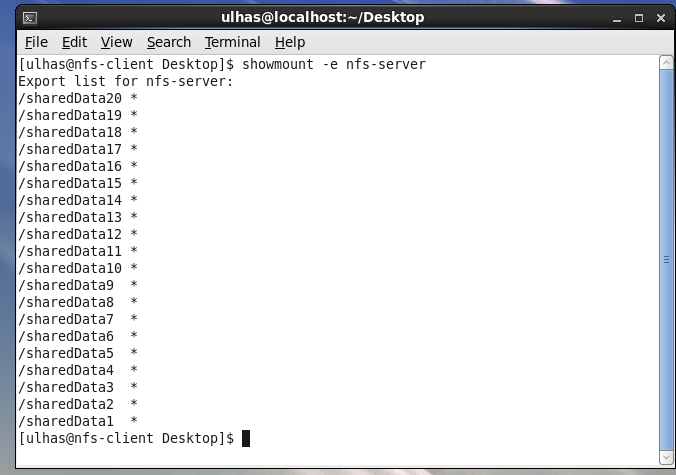 ulhas@localhost:~/Desktop
File Edit View Search Terminal Help
[ulhas@nfs-client Desktop]$ showmount -e nfs-server
Export list for nfs-server:
/sharedData20 *
/sharedData19 *
/sharedData18 *
/sharedData17 *
/sharedData16 *
/sharedData15 *
/sharedData14 *
/sharedData13 *
/sharedData12 *
/sharedData11 *
/sharedData10 *
/sharedData9  *
/sharedData8  *
/sharedData7  *
/sharedData6  *
/sharedData5  *
/sharedData4  *
/sharedData3  *
/sharedData2  *
/sharedData1  *
[ulhas@nfs-client Desktop]$